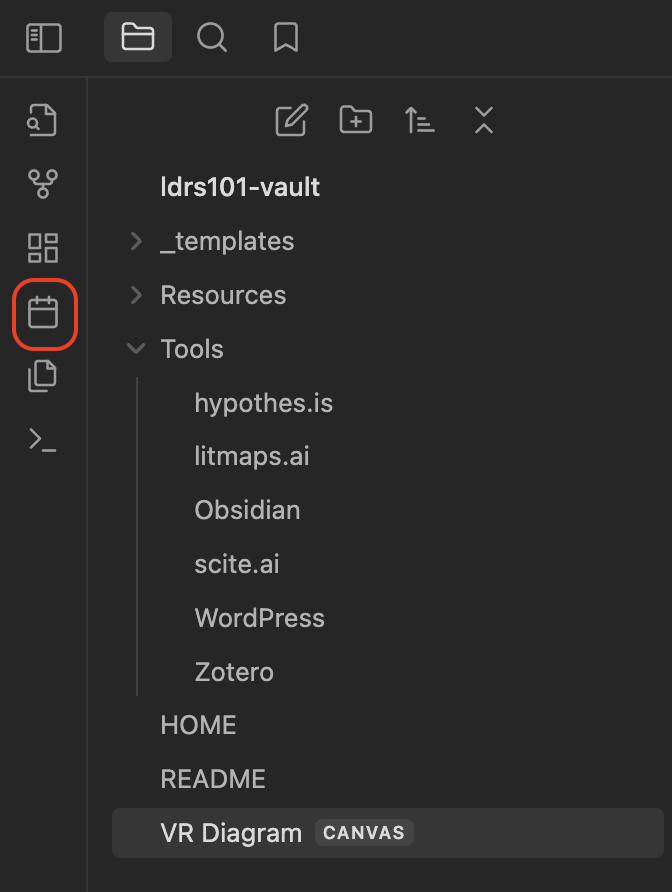 ldrs101-vault
_templates
Resources
Tools
hypothes.is
litmaps.ai
Obsidian
scite.ai
WordPress
Zotero
HOME
README
VR Diagram CANVAS